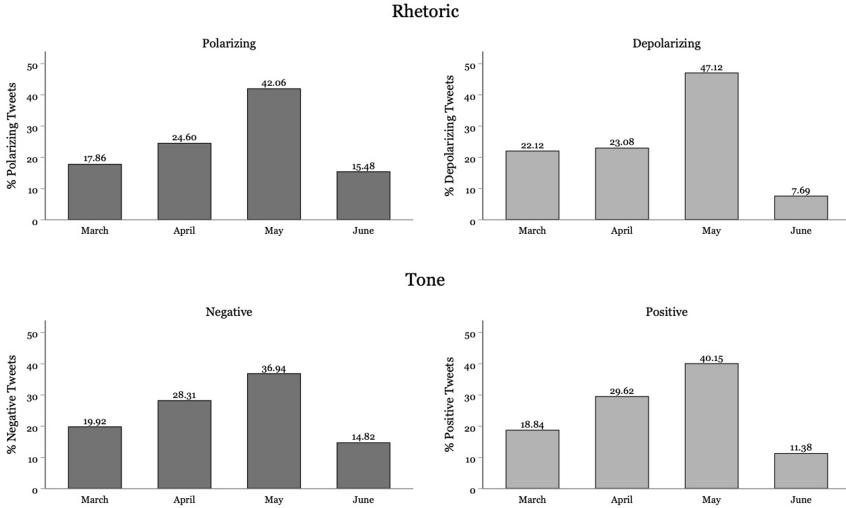 Rhetoric
Polarizing
% Polarizing Tweets
50
40
30
20
10
0
17.86
24.60
42.06
15.48
March April May June
Depolarizing
% Depolarizing Tweets
50
40
30
20
10
0
22.12
23.08
47.12
7.69
March April May June
Tone
Negative
% Negative Tweets
50
40
30
20
10
0
19.92
28.31
36.94
14.82
March April May June
Positive
% Positive Tweets
50
40
30
20
10
0
18.84
29.62
40.15
11.38
March April May June